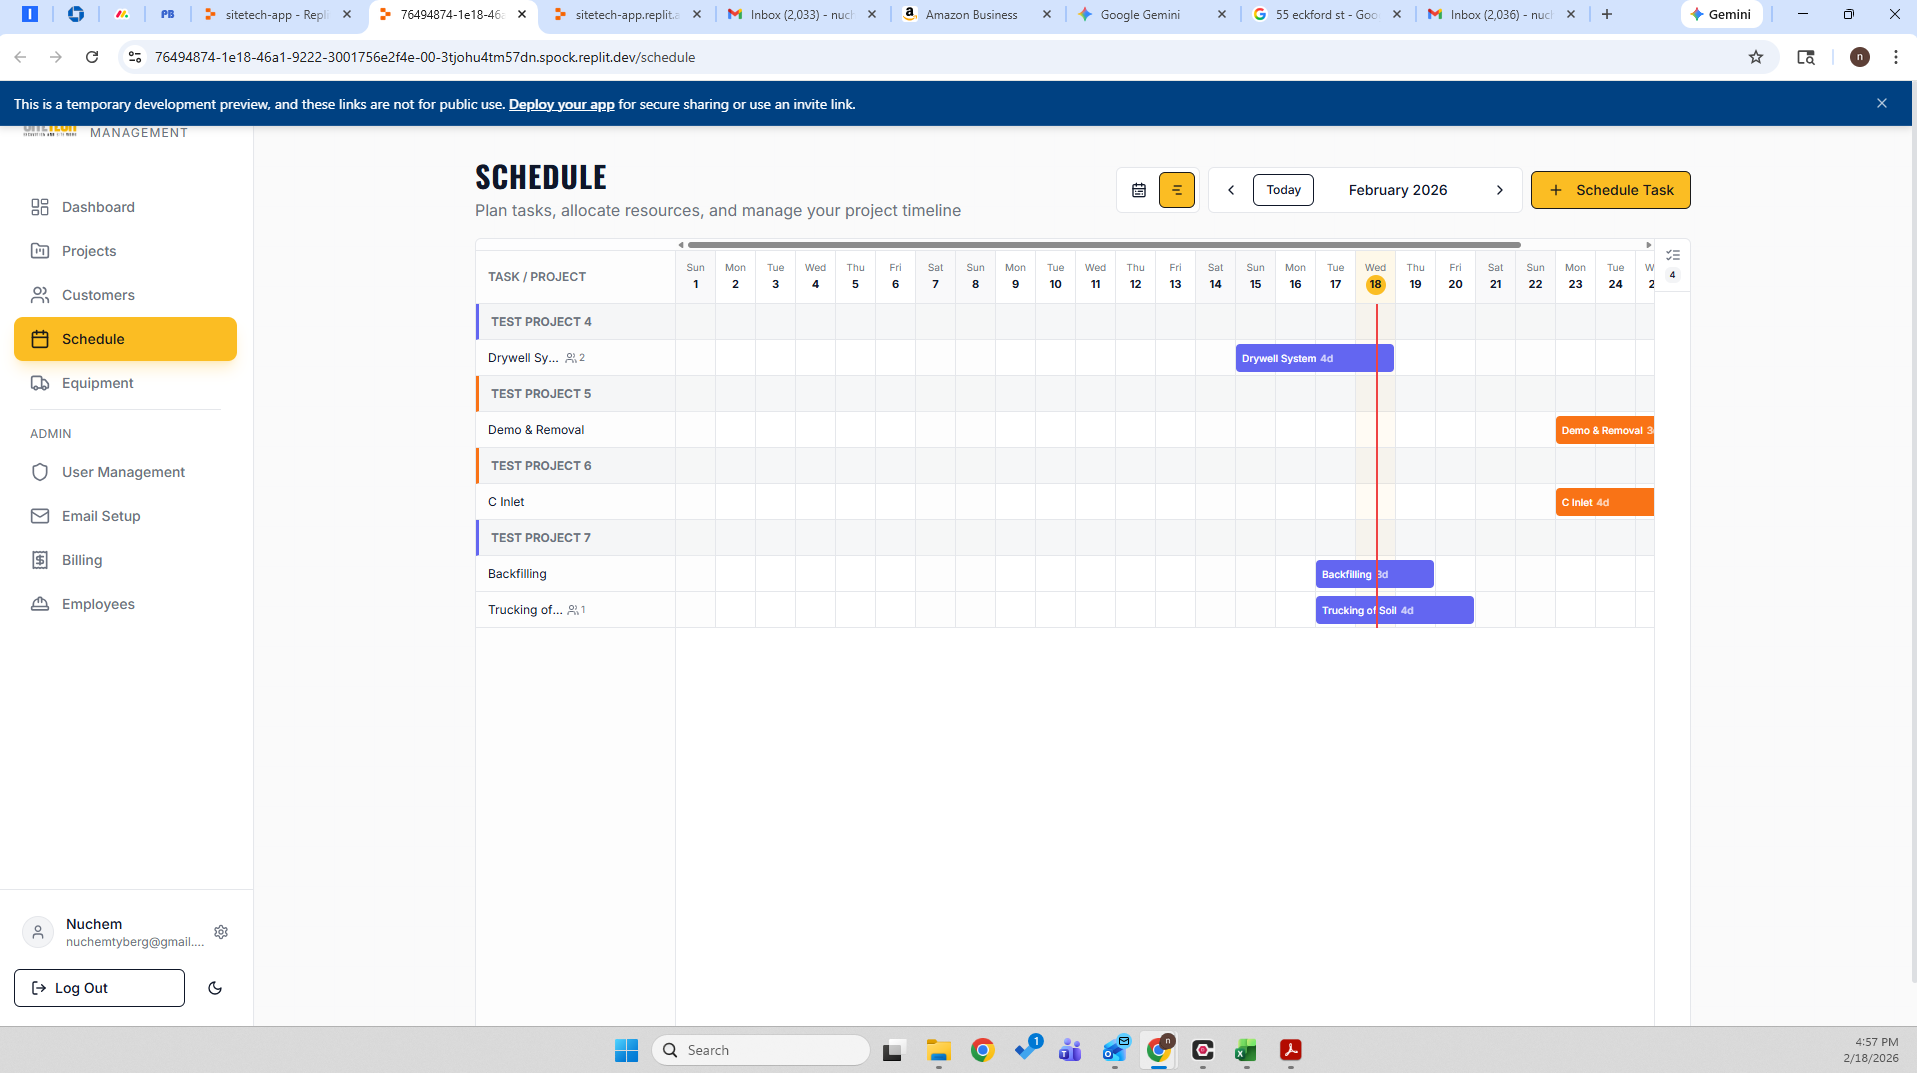 sitetech-app - Repli
76494874-1e18-46a
sitetech-app.replit.a
Inbox (2,033) - nuch
Amazon Business
Google Gemini
55 eckford st - Goo
Inbox (2,036) - nuch
Gemini
76494874-1e18-46a1-9222-3001756e2f4e-00-3tjohu4tm57dn.spock.replit.dev/schedule
n
This is a temporary development preview, and these links are not for public use. Deploy your app for secure sharing or use an invite link.
MANAGEMENT
Dashboard
Projects
Customers
Schedule
Equipment
ADMIN
User Management
Email Setup
Billing
Employees
Nuchem
nuchemtyberg@gmail....
Log Out
SCHEDULE
Plan tasks, allocate resources, and manage your project timeline
Today
February 2026
+ Schedule Task
TASK / PROJECT
Sun Mon Tue Wed Thu Fri Sat Sun Mon Tue Wed Thu Fri Sat Sun Mon Tue Wed Thu Fri Sat Sun Mon Tue W
1 2 3 4 5 6 7 8 9 10 11 12 13 14 15 16 17 18 19 20 21 22 23 24 2
4
TEST PROJECT 4
Drywell Sy... 2
Drywell System 4d
TEST PROJECT 5
Demo & Removal
Demo & Removal 3
TEST PROJECT 6
C Inlet
C Inlet 4d
TEST PROJECT 7
Backfilling
Backfilling 3d
Trucking of... 1
Trucking of Soil 4d
Search
1
n
4:57 PM
2/18/2026